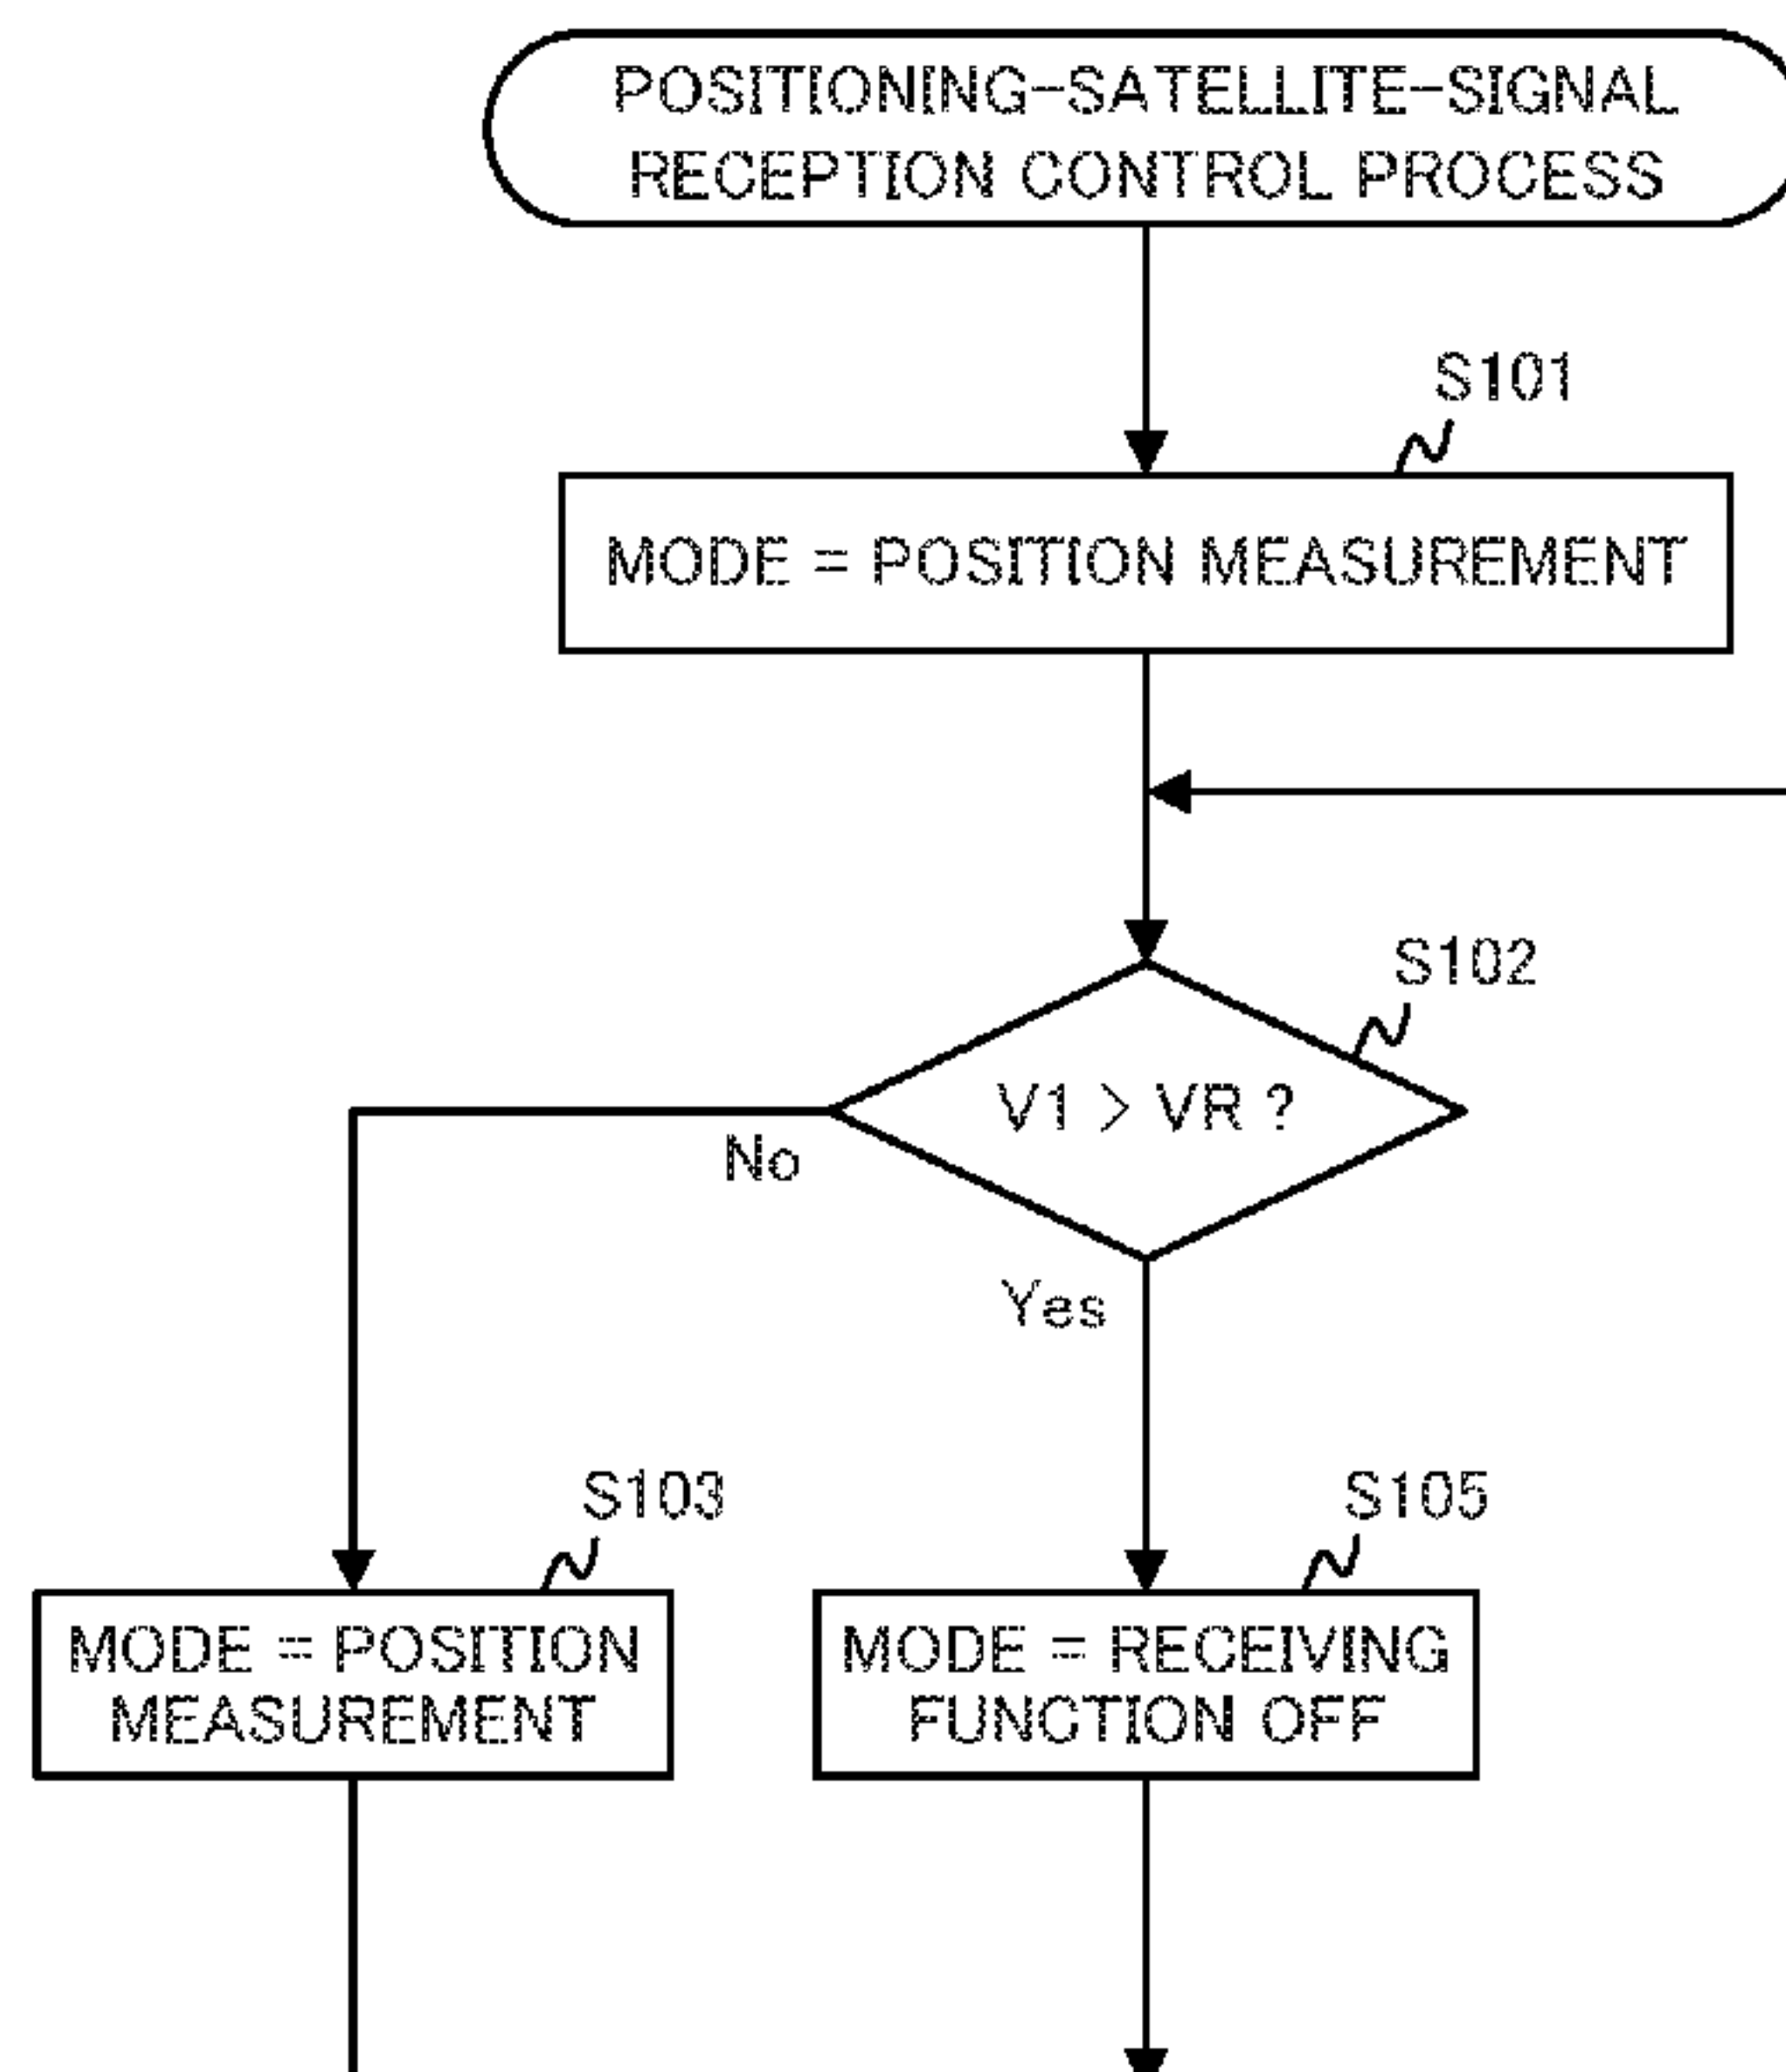 POSITIONING-SATELLITE-SIGNAL
RECEPTION CONTROL PROCESS
S101
MODE = POSITION MEASUREMENT
S102
V1 > VR ?
No
Yes
S103
MODE = POSITION
MEASUREMENT
S105
MODE = RECEIVING
FUNCTION OFF